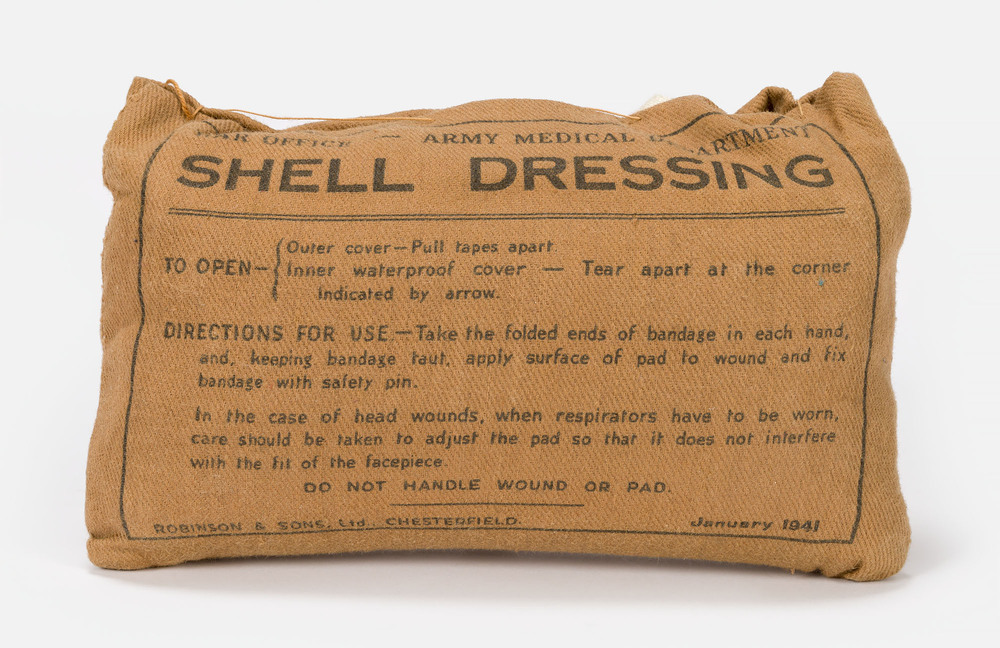 WAR OFFICE — ARMY MEDICAL DEPARTMENT
SHELL DRESSING
TO OPEN— { Outer cover—Pull tapes apart.
Inner waterproof cover — Tear apart at the corner
indicated by arrow.
DIRECTIONS FOR USE.—Take the folded ends of bandage in each hand,
and, keeping bandage taut, apply surface of pad to wound and fix
bandage with safety pin.
In the case of head wounds, when respirators have to be worn,
care should be taken to adjust the pad so that it does not interfere
with the fit of the facepiece.
DO NOT HANDLE WOUND OR PAD.
ROBINSON & SONS, Ltd. CHESTERFIELD. January 1941